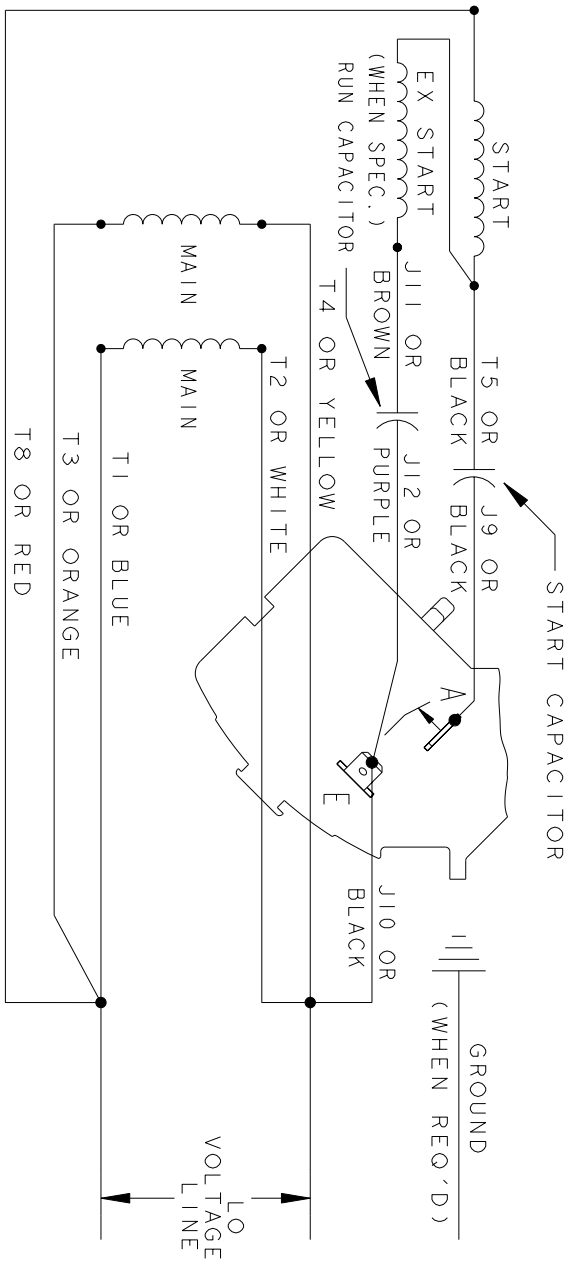 START
EX START
(WHEN SPEC.)
RUN CAPACITOR
T5 OR
BLACK
J9 OR
BLACK
START CAPACITOR
J11 OR
BROWN
J12 OR
PURPLE
A
E
GROUND
(WHEN REQ'D)
J10 OR
BLACK
T4 OR YELLOW
T2 OR WHITE
MAIN
MAIN
T1 OR BLUE
T3 OR ORANGE
T8 OR RED
LO
VOLTAGE
LINE